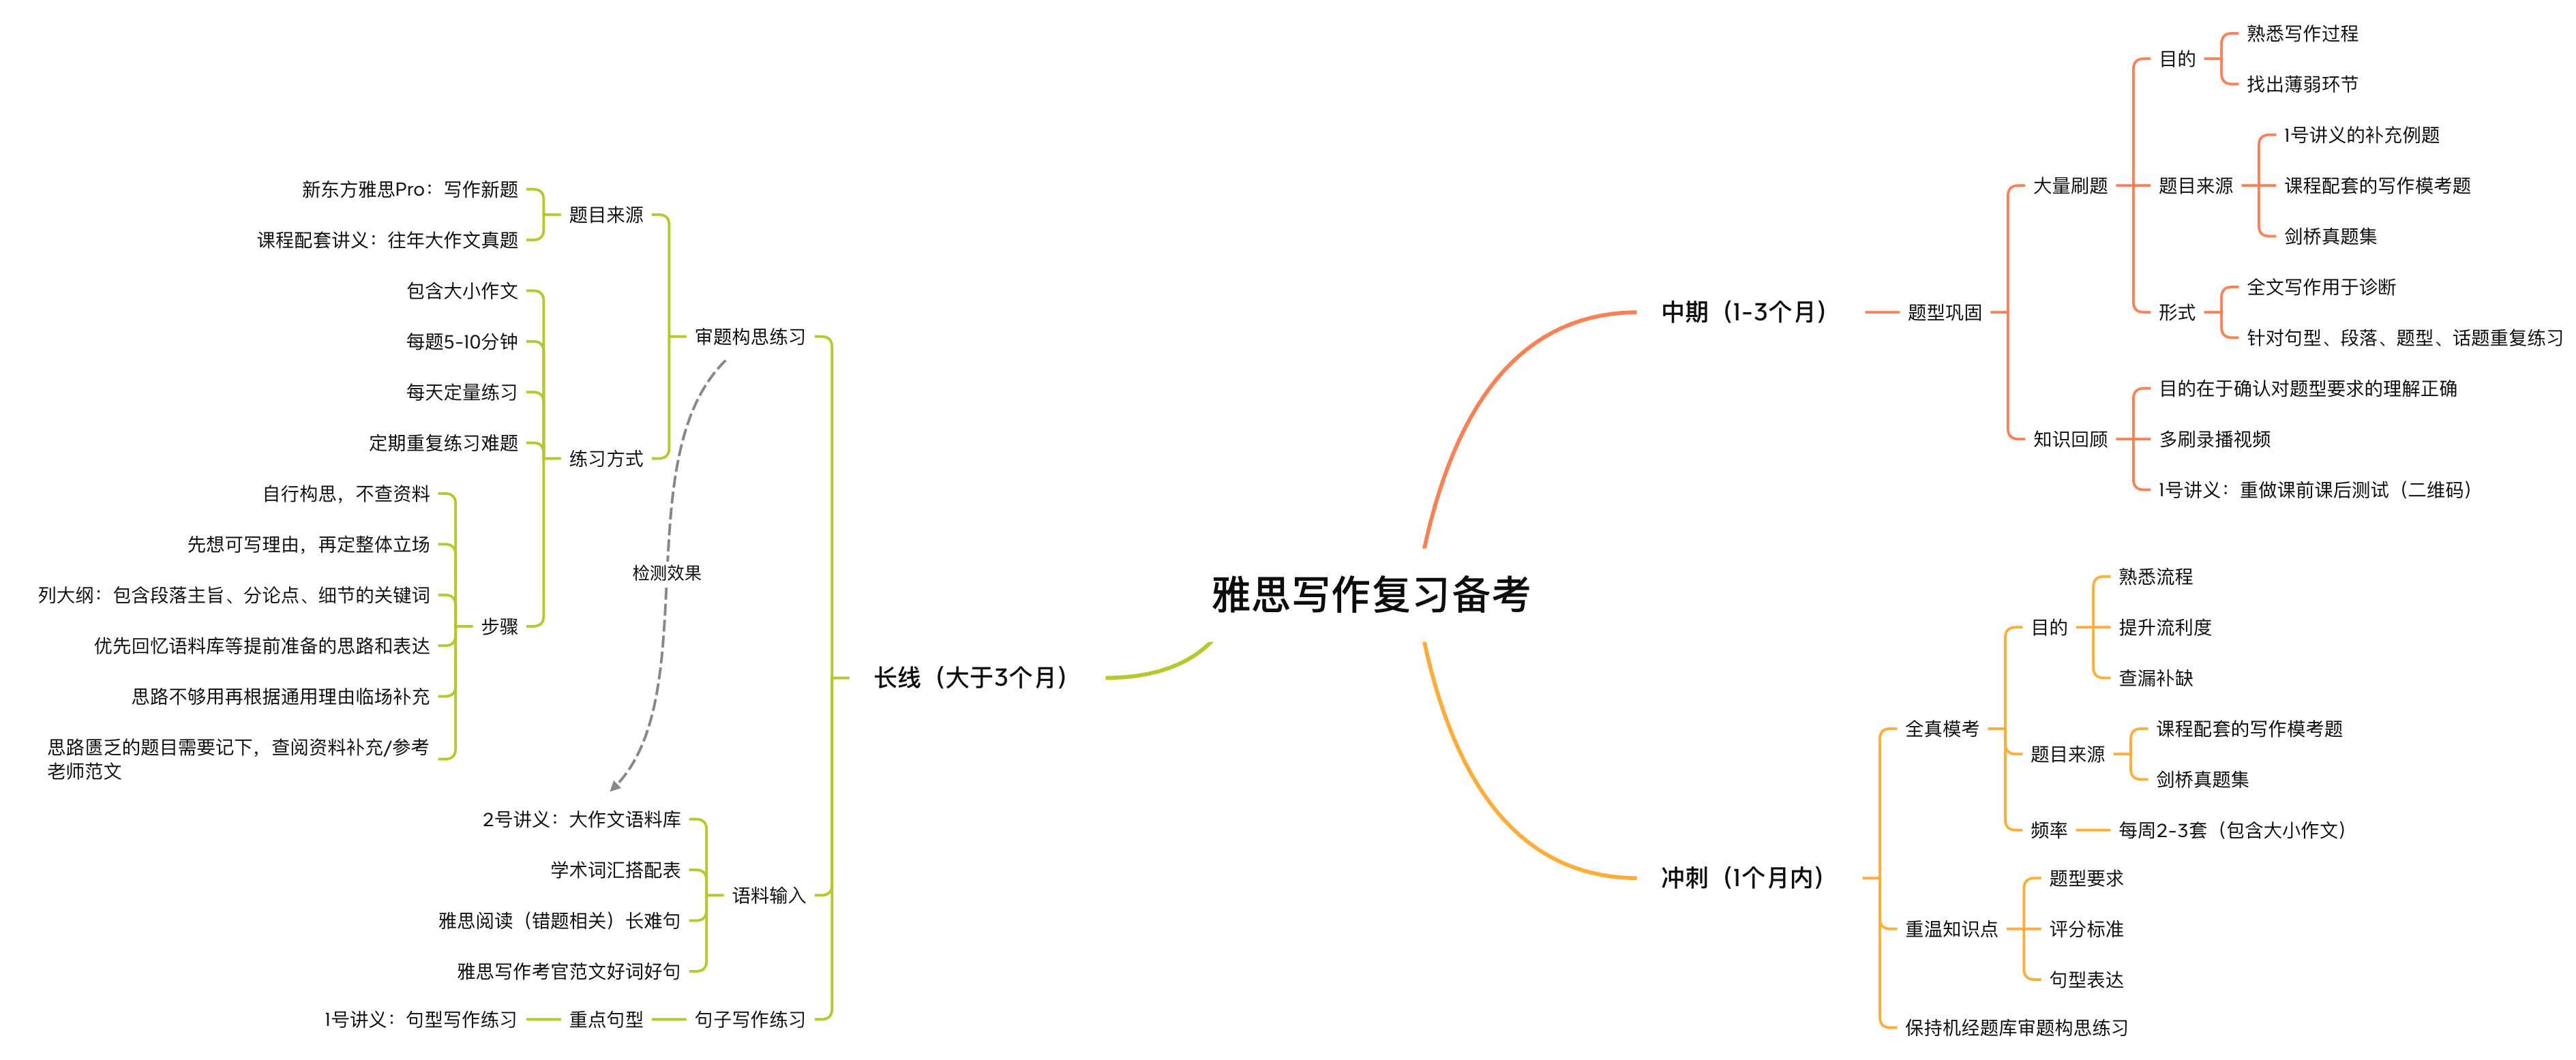 雅思写作复习备考
中期（1-3个月）
题型巩固
大量刷题
目的
熟悉写作过程
找出薄弱环节
题目来源
1号讲义的补充例题
课程配套的写作模考题
剑桥真题集
形式
全文写作用于诊断
针对句型、段落、题型、话题重复练习
知识回顾
目的在于确认对题型要求的理解正确
多刷录播视频
1号讲义：重做课前课后测试（二维码）
冲刺（1个月内）
全真模考
目的
熟悉流程
提升流利度
查漏补缺
题目来源
课程配套的写作模考题
剑桥真题集
频率
每周2-3套（包含大小作文）
重温知识点
题型要求
评分标准
句型表达
保持机经题库审题构思练习
长线（大于3个月）
审题构思练习
题目来源
新东方雅思Pro：写作新题
课程配套讲义：往年大作文真题
练习方式
包含大小作文
每题5-10分钟
每天定量练习
定期重复练习难题
步骤
自行构思，不查资料
先想可写理由，再定整体立场
列大纲：包含段落主旨、分论点、细节的关键词
优先回忆语料库等提前准备的思路和表达
思路不够用再根据通用理由临场补充
思路匮乏的题目需要记下，查阅资料补充/参考
老师范文
检测效果
语料输入
2号讲义：大作文语料库
学术词汇搭配表
雅思阅读（错题相关）长难句
雅思写作考官范文好词好句
句子写作练习
重点句型
1号讲义：句型写作练习